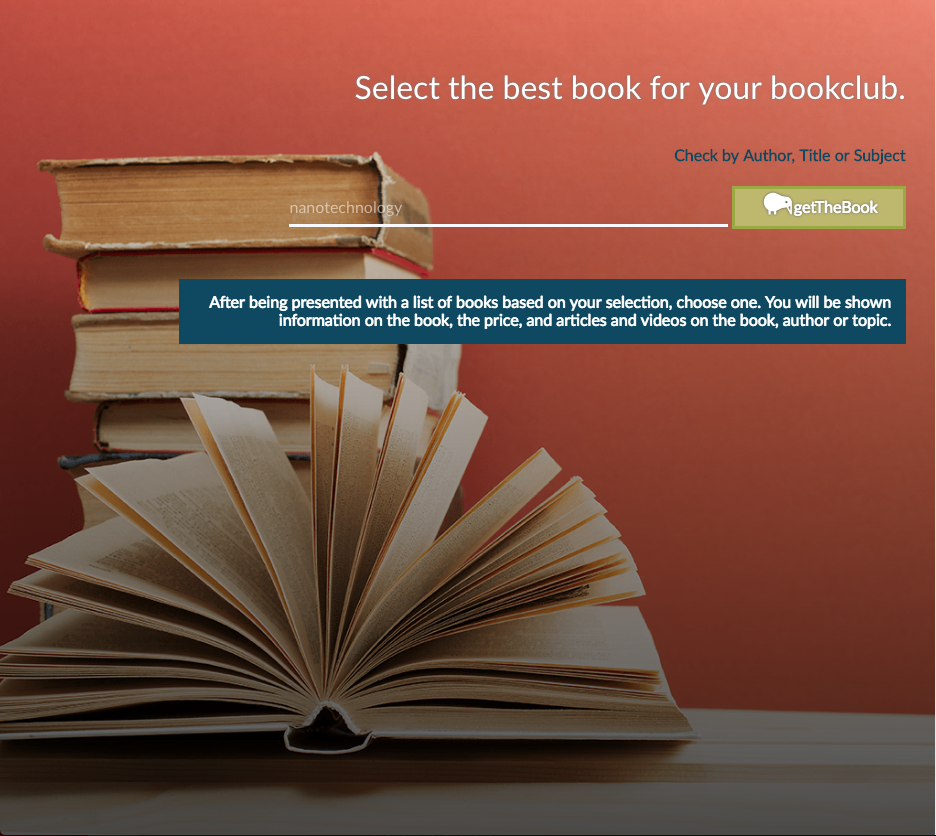 Select the best book for your bookclub.
Check by Author, Title or Subject
nanotechnology
getTheBook
After being presented with a list of books based on your selection, choose one. You will be shown
information on the book, the price, and articles and videos on the book, author or topic.